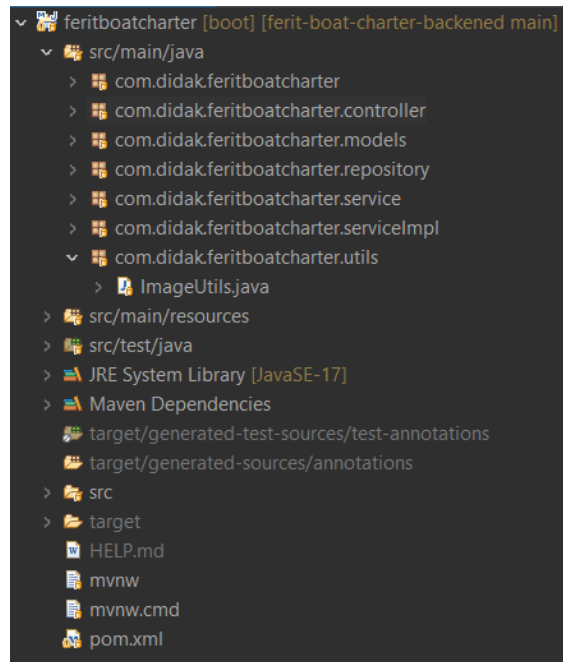 feritboatcharter [boot] [ferit-boat-charter-backened main]
src/main/java
com.didak.feritboatcharter
com.didak.feritboatcharter.controller
com.didak.feritboatcharter.models
com.didak.feritboatcharter.repository
com.didak.feritboatcharter.service
com.didak.feritboatcharter.serviceImpl
com.didak.feritboatcharter.utils
ImageUtils.java
src/main/resources
src/test/java
JRE System Library [JavaSE-17]
Maven Dependencies
target/generated-test-sources/test-annotations
target/generated-sources/annotations
src
target
HELP.md
mvnw
mvnw.cmd
pom.xml